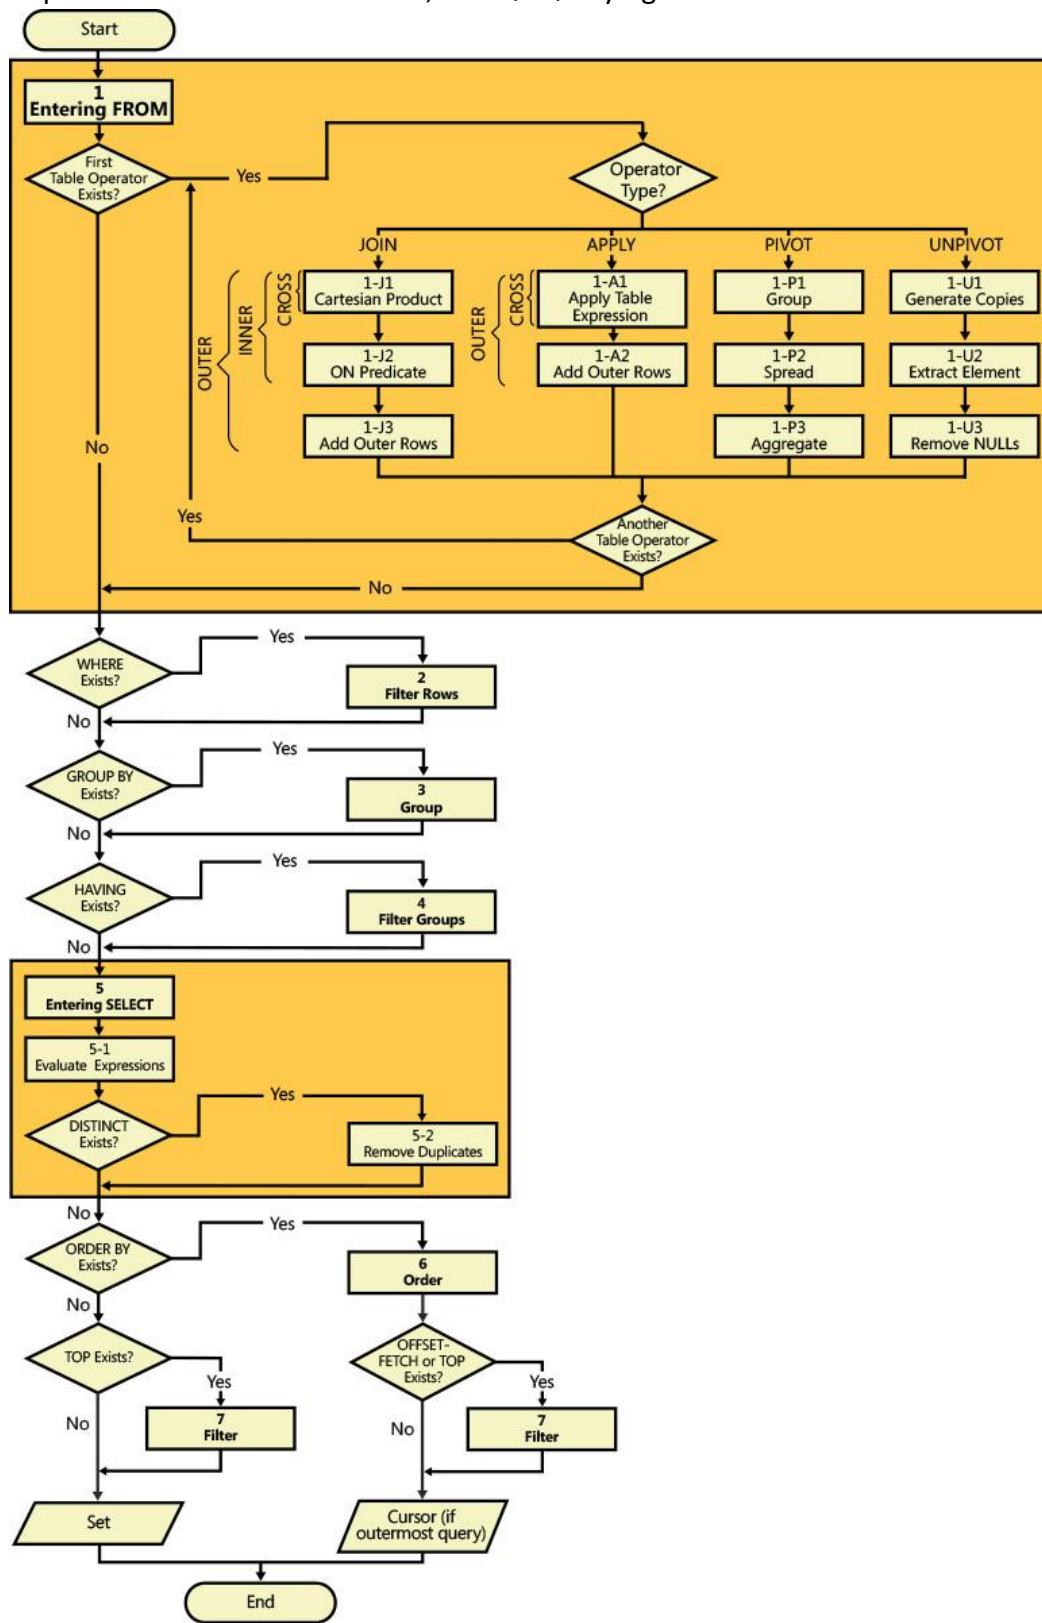 Start
1
Entering FROM
First
Table Operator
Exists?
Yes
Operator
Type?
JOIN
APPLY
PIVOT
UNPIVOT
OUTER
INNER
CROSS
1-J1
Cartesian Product
1-J2
ON Predicate
1-J3
Add Outer Rows
OUTER
CROSS
1-A1
Apply Table
Expression
1-A2
Add Outer Rows
1-P1
Group
1-P2
Spread
1-P3
Aggregate
1-U1
Generate Copies
1-U2
Extract Element
1-U3
Remove NULLs
No
Yes
Another
Table Operator
Exists?
No
WHERE
Exists?
Yes
2
Filter Rows
No
GROUP BY
Exists?
Yes
3
Group
No
HAVING
Exists?
Yes
4
Filter Groups
No
5
Entering SELECT
5-1
Evaluate Expressions
DISTINCT
Exists?
Yes
5-2
Remove Duplicates
No
ORDER BY
Exists?
Yes
6
Order
No
TOP Exists?
Yes
No
7
Filter
OFFSET-
FETCH or TOP
Exists?
Yes
No
7
Filter
Set
Cursor (if
outermost query)
End